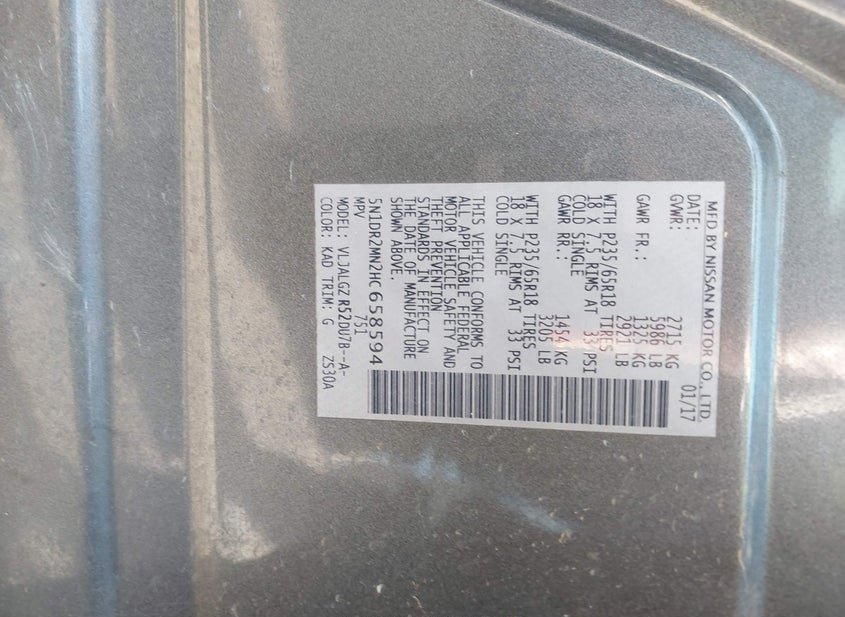 MFD BY NISSAN MOTOR CO., LTD.
DATE: 01/17
GVWR: 2715 KG
5986 LB
GAWR FR.: 1325 KG
2921 LB
WITH P235/65R18 TIRES
18 X 7.5 RIMS AT 33 PSI
COLD SINGLE
GAWR RR.: 1454 KG
3205 LB
WITH P235/65R18 TIRES
18 X 7.5 RIMS AT 33 PSI
COLD SINGLE
THIS VEHICLE CONFORMS TO
ALL APPLICABLE FEDERAL
MOTOR VEHICLE SAFETY AND
THEFT PREVENTION
STANDARDS IN EFFECT ON
THE DATE OF MANUFACTURE
SHOWN ABOVE.
5N1DR2MN2HC658594
MPV 751
MODEL: VLJALGZ R52DU7B--A-
COLOR: KAD TRIM: G ZS30A